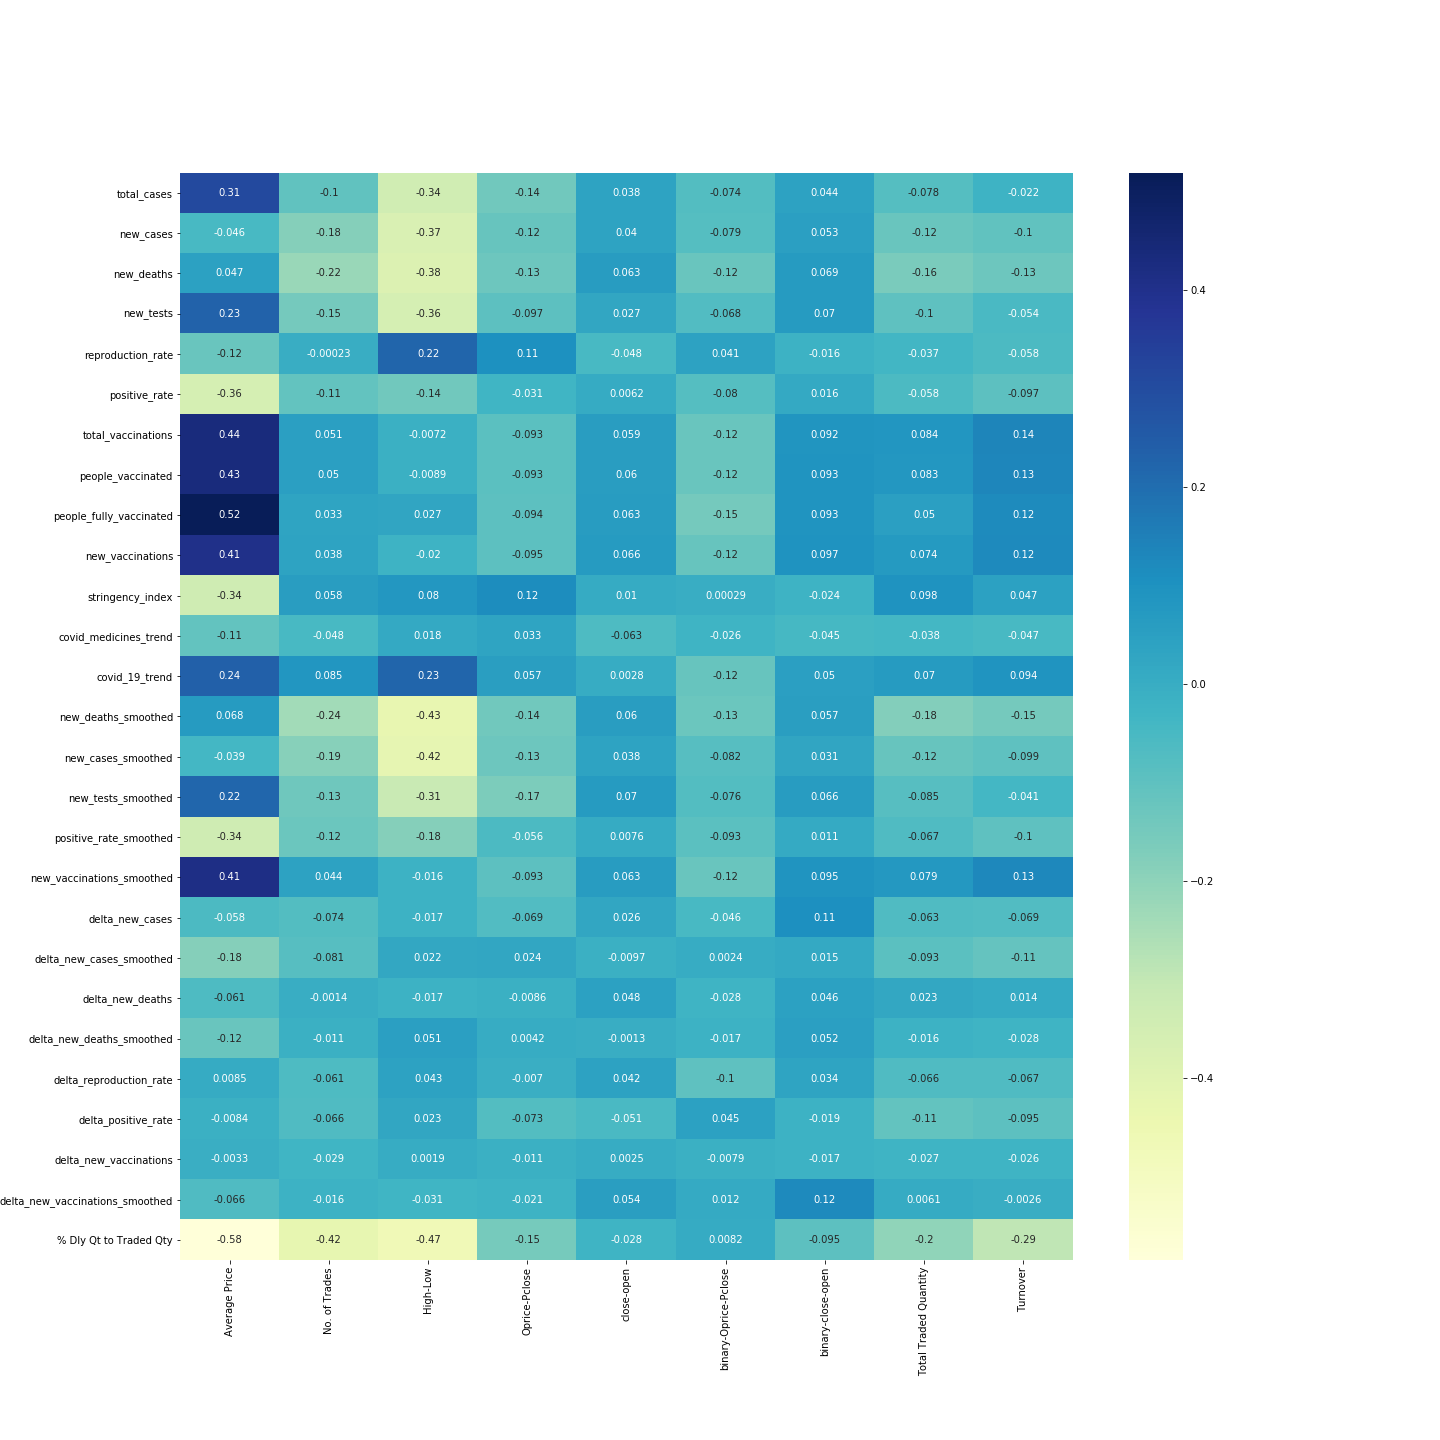 total_cases 0.31 -0.1 -0.34 -0.14 0.038 -0.074 0.044 -0.078 -0.022
new_cases -0.046 -0.18 -0.37 -0.12 0.04 -0.079 0.053 -0.12 -0.1
new_deaths 0.047 -0.22 -0.38 -0.13 0.063 -0.12 0.069 -0.16 -0.13
new_tests 0.23 -0.15 -0.36 -0.097 0.027 -0.068 0.07 -0.1 -0.054
reproduction_rate -0.12 -0.00023 0.22 0.11 -0.048 0.041 -0.016 -0.037 -0.058
positive_rate -0.36 -0.11 -0.14 -0.031 0.0062 -0.08 0.016 -0.058 -0.097
total_vaccinations 0.44 0.051 -0.0072 -0.093 0.059 -0.12 0.092 0.084 0.14
people_vaccinated 0.43 0.05 -0.0089 -0.093 0.06 -0.12 0.093 0.083 0.13
people_fully_vaccinated 0.52 0.033 0.027 -0.094 0.063 -0.15 0.093 0.05 0.12
new_vaccinations 0.41 0.038 -0.02 -0.095 0.066 -0.12 0.097 0.074 0.12
stringency_index -0.34 0.058 0.08 0.12 0.01 0.00029 -0.024 0.098 0.047
covid_medicines_trend -0.11 -0.048 0.018 0.033 -0.063 -0.026 -0.045 -0.038 -0.047
covid_19_trend 0.24 0.085 0.23 0.057 0.0028 -0.12 0.05 0.07 0.094
new_deaths_smoothed 0.068 -0.24 -0.43 -0.14 0.06 -0.13 0.057 -0.18 -0.15
new_cases_smoothed -0.039 -0.19 -0.42 -0.13 0.038 -0.082 0.031 -0.12 -0.099
new_tests_smoothed 0.22 -0.13 -0.31 -0.17 0.07 -0.076 0.066 -0.085 -0.041
positive_rate_smoothed -0.34 -0.12 -0.18 -0.056 0.0076 -0.093 0.011 -0.067 -0.1
new_vaccinations_smoothed 0.41 0.044 -0.016 -0.093 0.063 -0.12 0.095 0.079 0.13
delta_new_cases -0.058 -0.074 -0.017 -0.069 0.026 -0.046 0.11 -0.063 -0.069
delta_new_cases_smoothed -0.18 -0.081 0.022 0.024 -0.0097 0.0024 0.015 -0.093 -0.11
delta_new_deaths -0.061 -0.0014 -0.017 -0.0086 0.048 -0.028 0.046 0.023 0.014
delta_new_deaths_smoothed -0.12 -0.011 0.051 0.0042 -0.0013 -0.017 0.052 -0.016 -0.028
delta_reproduction_rate 0.0085 -0.061 0.043 -0.007 0.042 -0.1 0.034 -0.066 -0.067
delta_positive_rate -0.0084 -0.066 0.023 -0.073 -0.051 0.045 -0.019 -0.11 -0.095
delta_new_vaccinations -0.0033 -0.029 0.0019 -0.011 0.0025 -0.0079 -0.017 -0.027 -0.026
delta_new_vaccinations_smoothed -0.066 -0.016 -0.031 -0.021 0.054 0.012 0.12 0.0061 -0.0026
% Dly Qt to Traded Qty -0.58 -0.42 -0.47 -0.15 -0.028 0.0082 -0.095 -0.2 -0.29
Average Price
No. of Trades
High-Low
Oprice-Pclose
close-open
binary-Oprice-Pclose
binary-close-open
Total Traded Quantity
Turnover
0.4
0.2
0.0
−0.2
−0.4